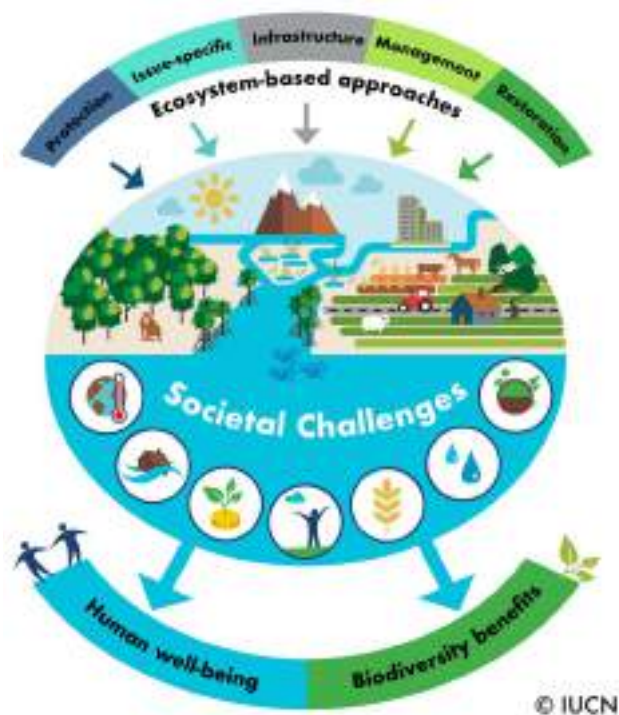 Protection
Issue-specific
Infrastructure
Management
Restoration
Ecosystem-based approaches
Societal Challenges
Human well-being
Biodiversity benefits
© IUCN